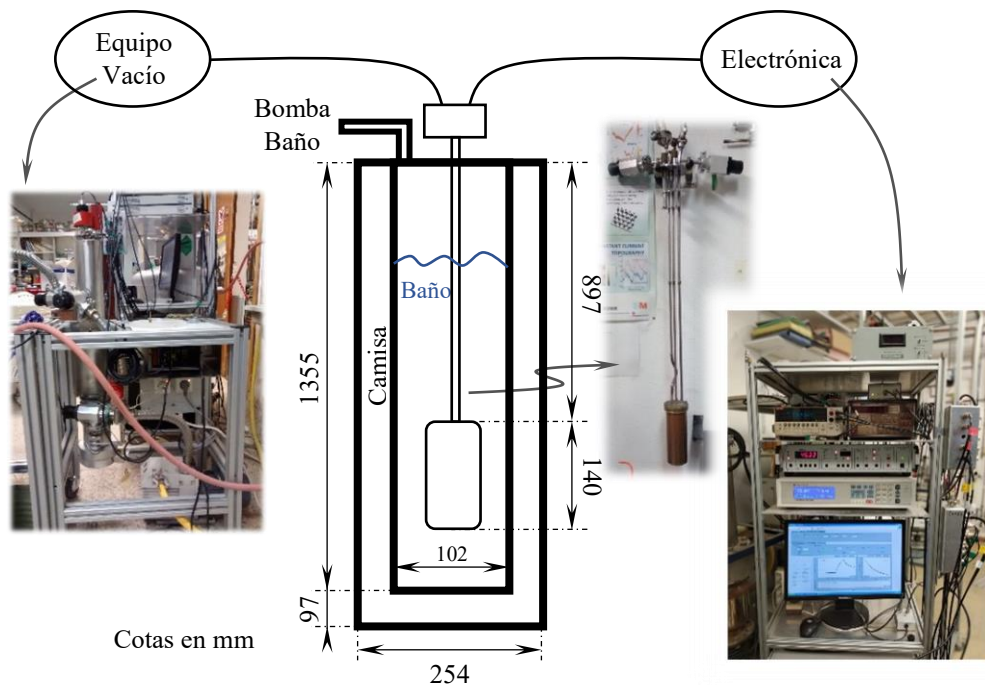 Equipo
Vacío
Electrónica
Bomba
Baño
Baño
Camisa
1355
897
140
102
97
254
Cotas en mm